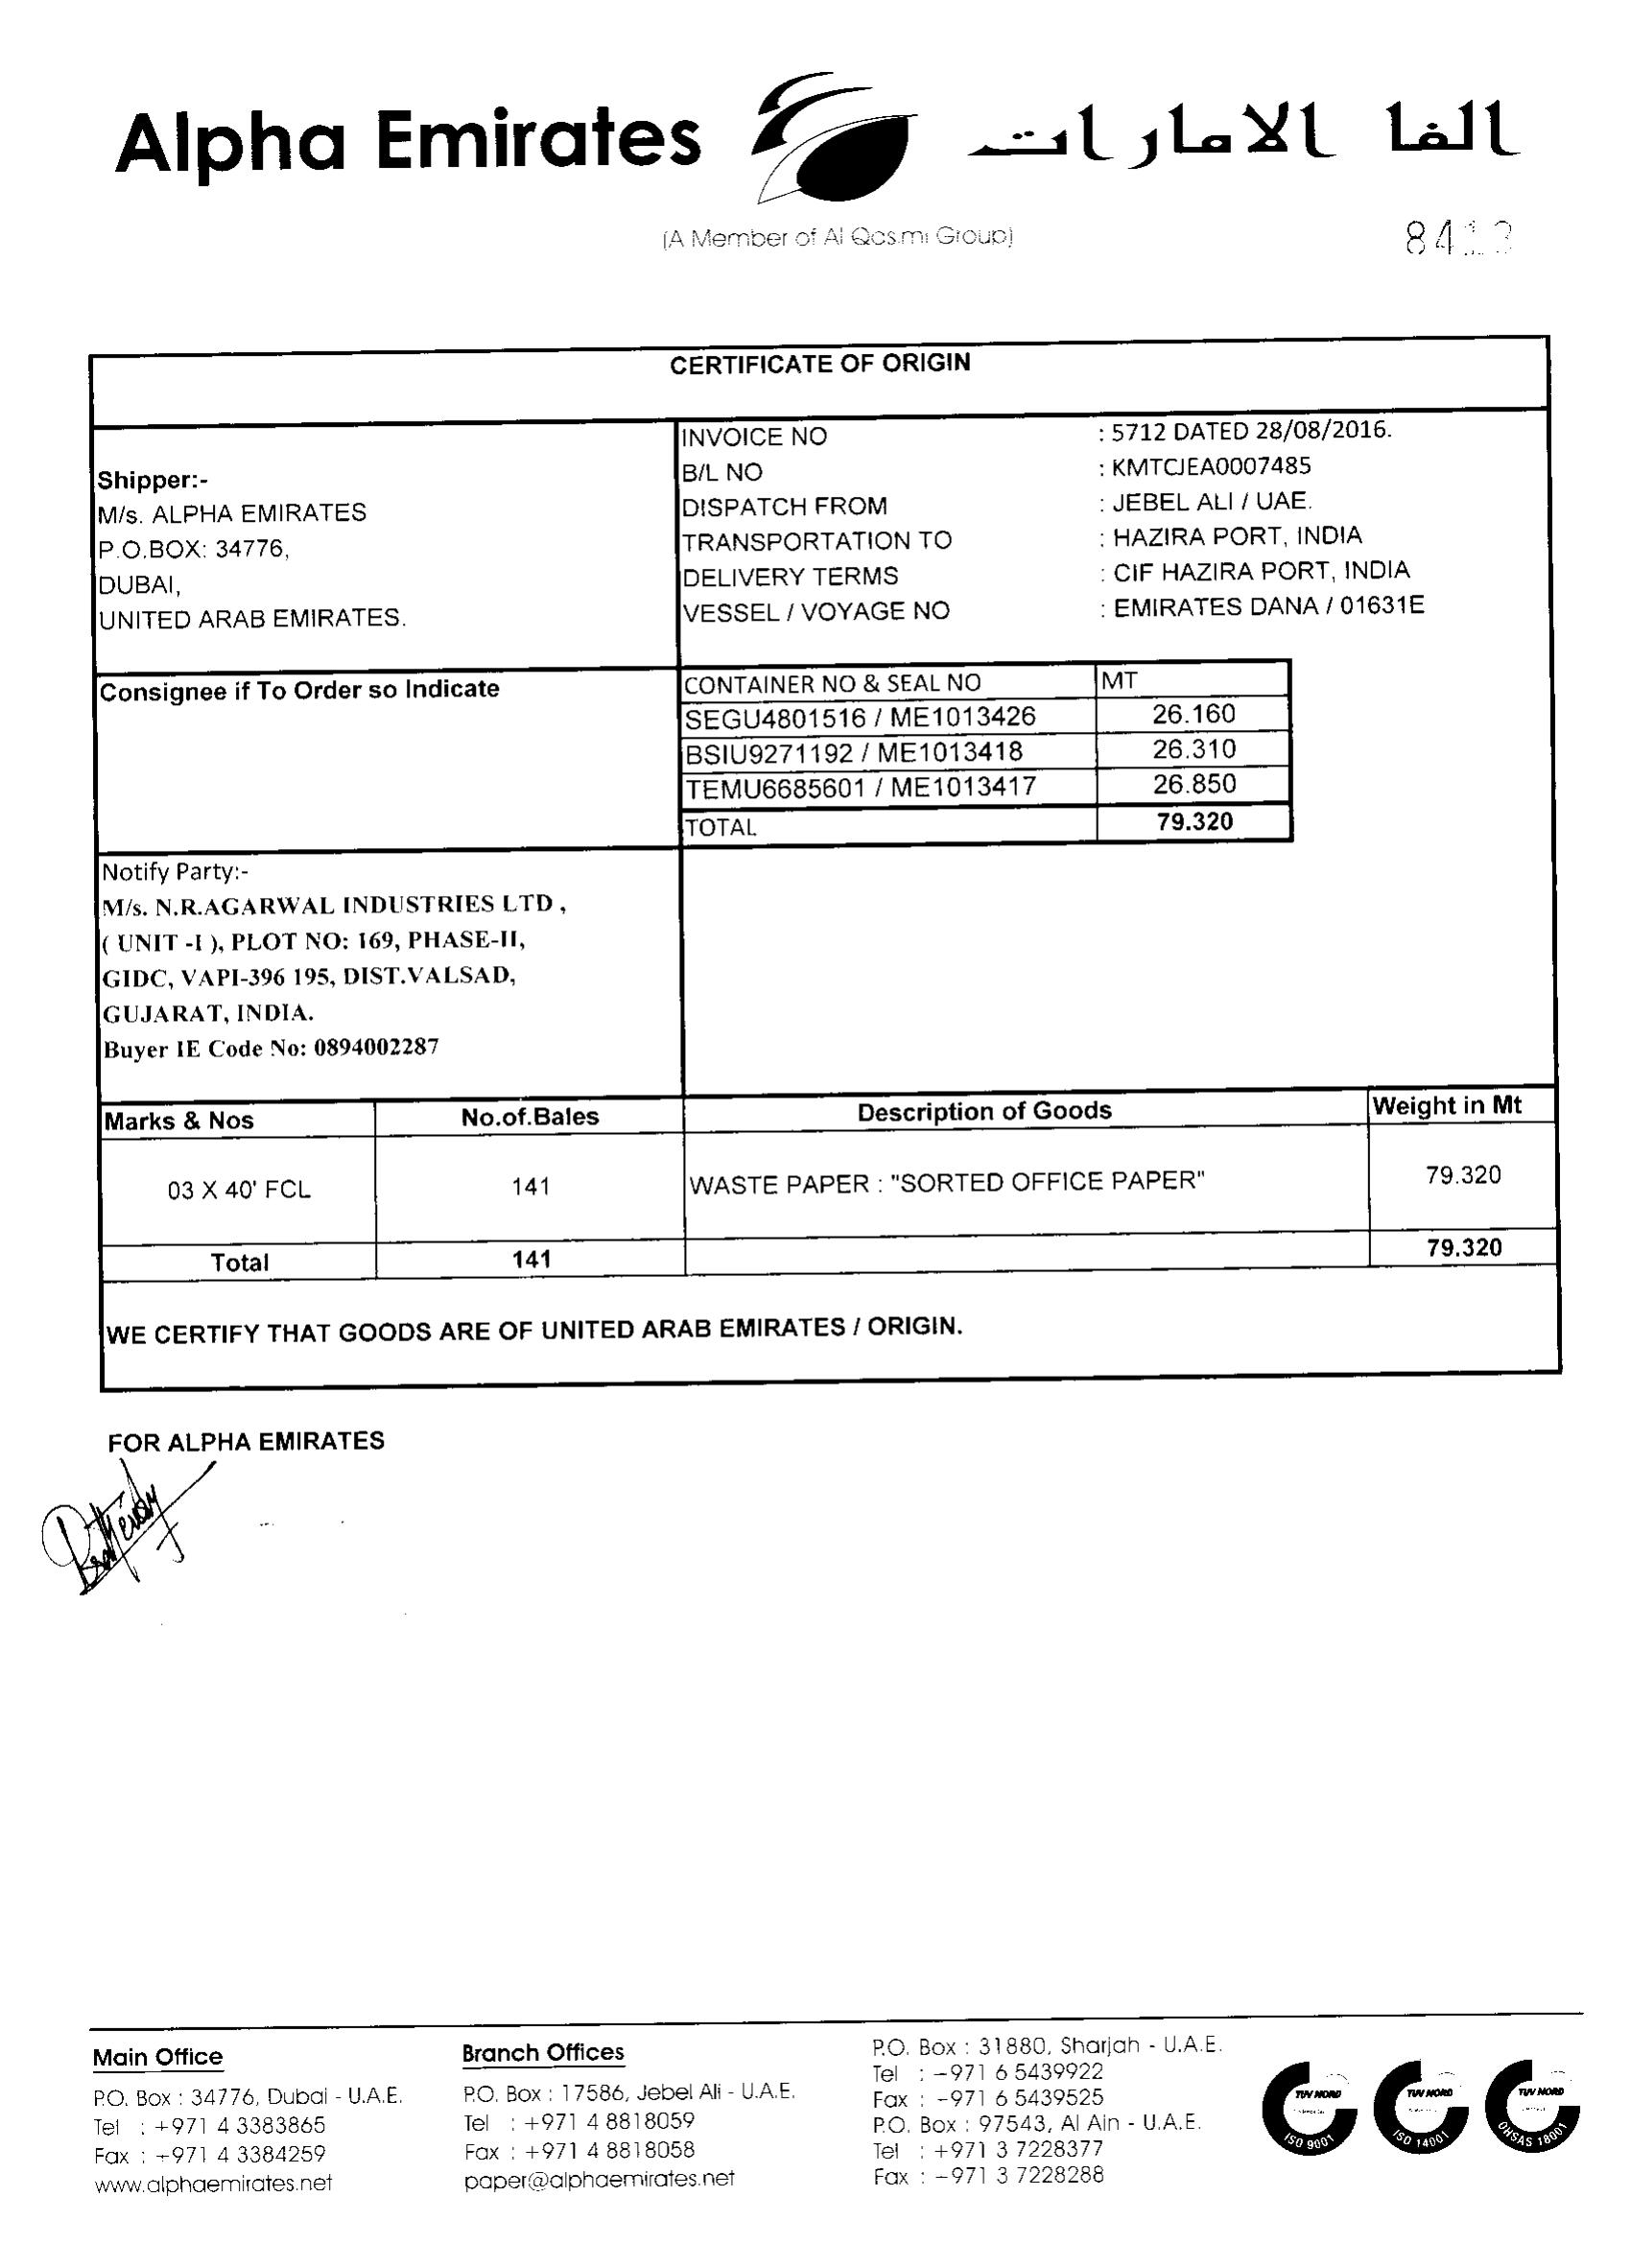 Alpha Emirates
الفا الامارات
(A Member of Al Qasimi Group)
CERTIFICATE OF ORIGIN
Shipper:-
M/s. ALPHA EMIRATES
P.O.BOX: 34776,
DUBAI,
UNITED ARAB EMIRATES.
INVOICE NO : 5712 DATED 28/08/2016.
B/L NO : KMTCJEA0007485
DISPATCH FROM : JEBEL ALI / UAE.
TRANSPORTATION TO : HAZIRA PORT, INDIA
DELIVERY TERMS : CIF HAZIRA PORT, INDIA
VESSEL / VOYAGE NO : EMIRATES DANA / 01631E
Consignee if To Order so Indicate
CONTAINER NO & SEAL NO MT
SEGU4801516 / ME1013426 26.160
BSIU9271192 / ME1013418 26.310
TEMU6685601 / ME1013417 26.850
TOTAL 79.320
Notify Party:-
M/s. N.R.AGARWAL INDUSTRIES LTD ,
( UNIT -I ), PLOT NO: 169, PHASE-II,
GIDC, VAPI-396 195, DIST.VALSAD,
GUJARAT, INDIA.
Buyer IE Code No: 0894002287
Marks & Nos No.of.Bales Description of Goods Weight in Mt
03 X 40' FCL 141 WASTE PAPER : "SORTED OFFICE PAPER" 79.320
Total 141 79.320
WE CERTIFY THAT GOODS ARE OF UNITED ARAB EMIRATES / ORIGIN.
FOR ALPHA EMIRATES
Main Office
P.O. Box : 34776, Dubai - U.A.E.
Tel : +971 4 3383865
Fax : +971 4 3384259
www.alphaemirates.net
Branch Offices
P.O. Box : 17586, Jebel Ali - U.A.E.
Tel : +971 4 8818059
Fax : +971 4 8818058
paper@alphaemirates.net
P.O. Box : 31880, Sharjah - U.A.E.
Tel : +971 6 5439922
Fax : +971 6 5439525
P.O. Box : 97543, Al Ain - U.A.E.
Tel : +971 3 7228377
Fax : +971 3 7228288
TUV NORD
ISO 9001
TUV NORD
ISO 14001
TUV NORD
OHSAS 18001